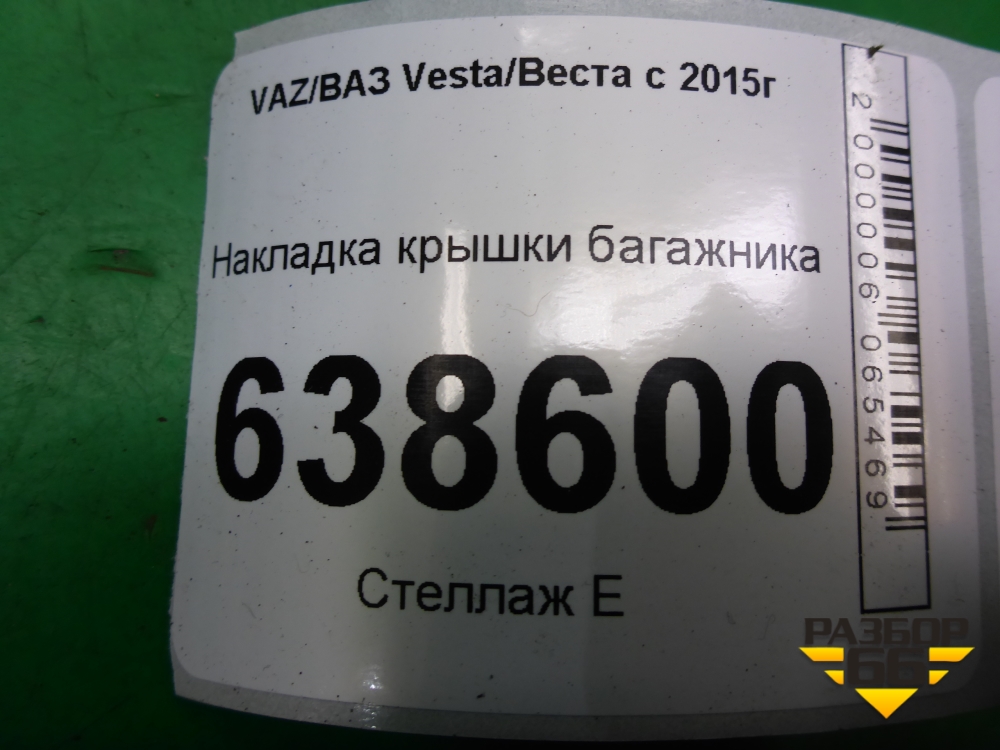 VAZ/ВАЗ Vesta/Веста с 2015г
Накладка крышки багажника
638600
Стеллаж Е
2000006065469
РАЗБОР
66